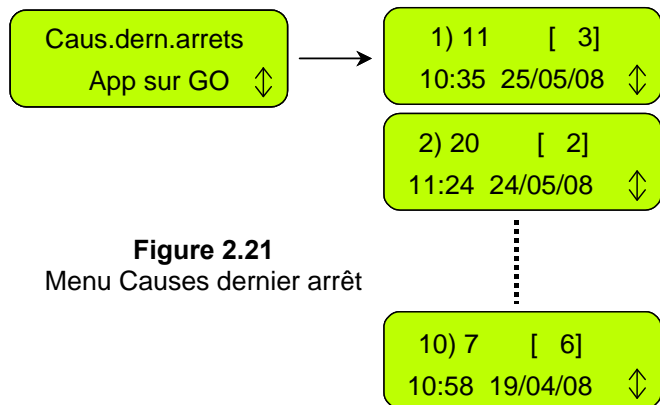 Caus.dern.arrets
App sur GO
1) 11 [ 3]
10:35 25/05/08
2) 20 [ 2]
11:24 24/05/08
Figure 2.21
Menu Causes dernier arrêt
10) 7 [ 6]
10:58 19/04/08